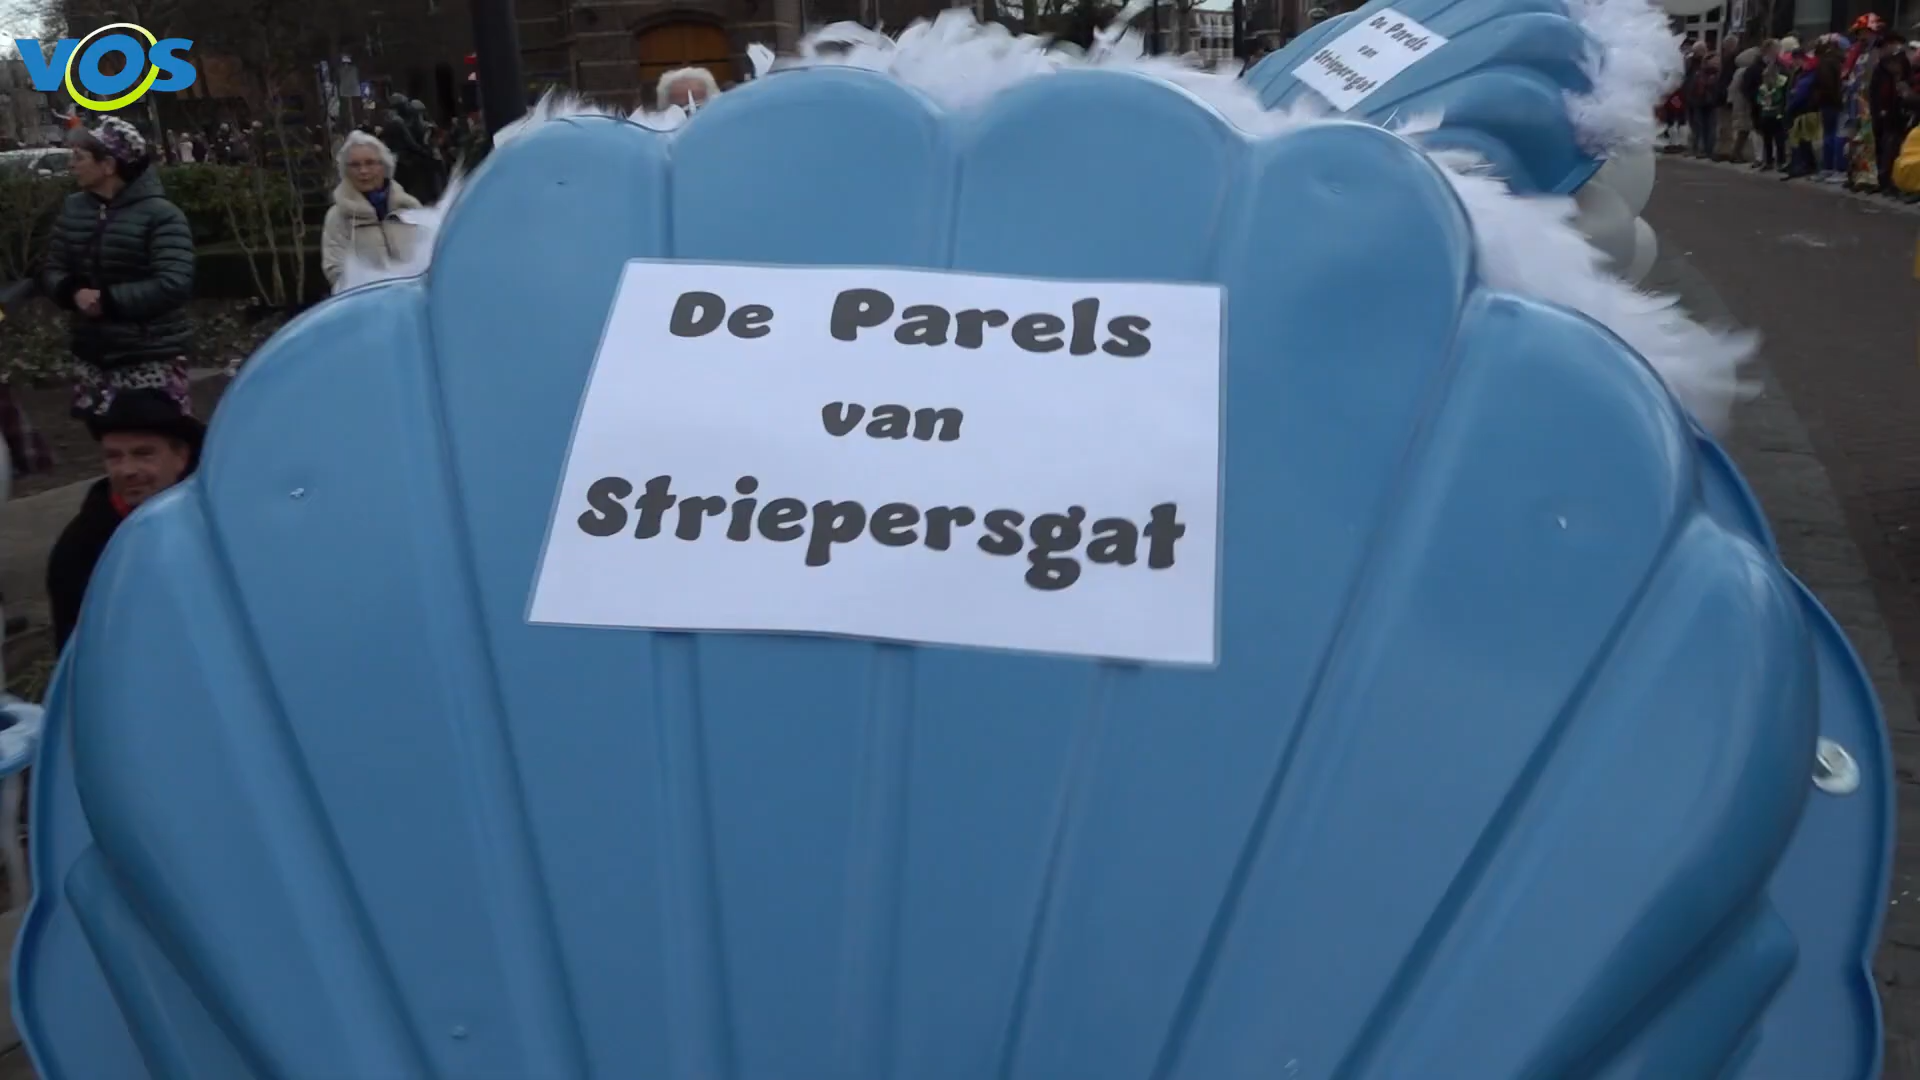 VOS
De Parels
van
Striepersgat
De Parels
van
Striepersgat